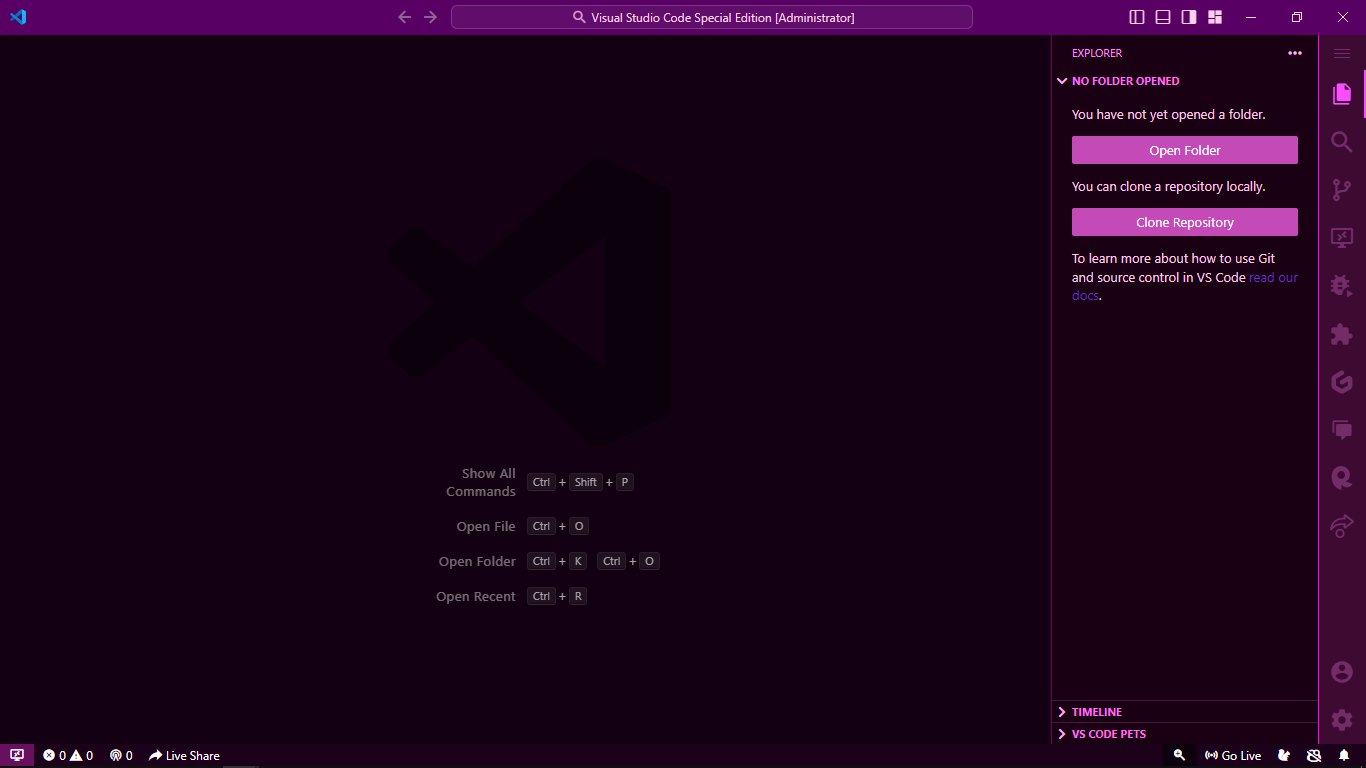 Visual Studio Code Special Edition [Administrator]
EXPLORER
NO FOLDER OPENED
You have not yet opened a folder.
Open Folder
You can clone a repository locally.
Clone Repository
To learn more about how to use Git
and source control in VS Code read our
docs.
Show All
Commands
Ctrl + Shift + P
Open File Ctrl + O
Open Folder Ctrl + K Ctrl + O
Open Recent Ctrl + R
TIMELINE
VS CODE PETS
0 0 0 Live Share Go Live